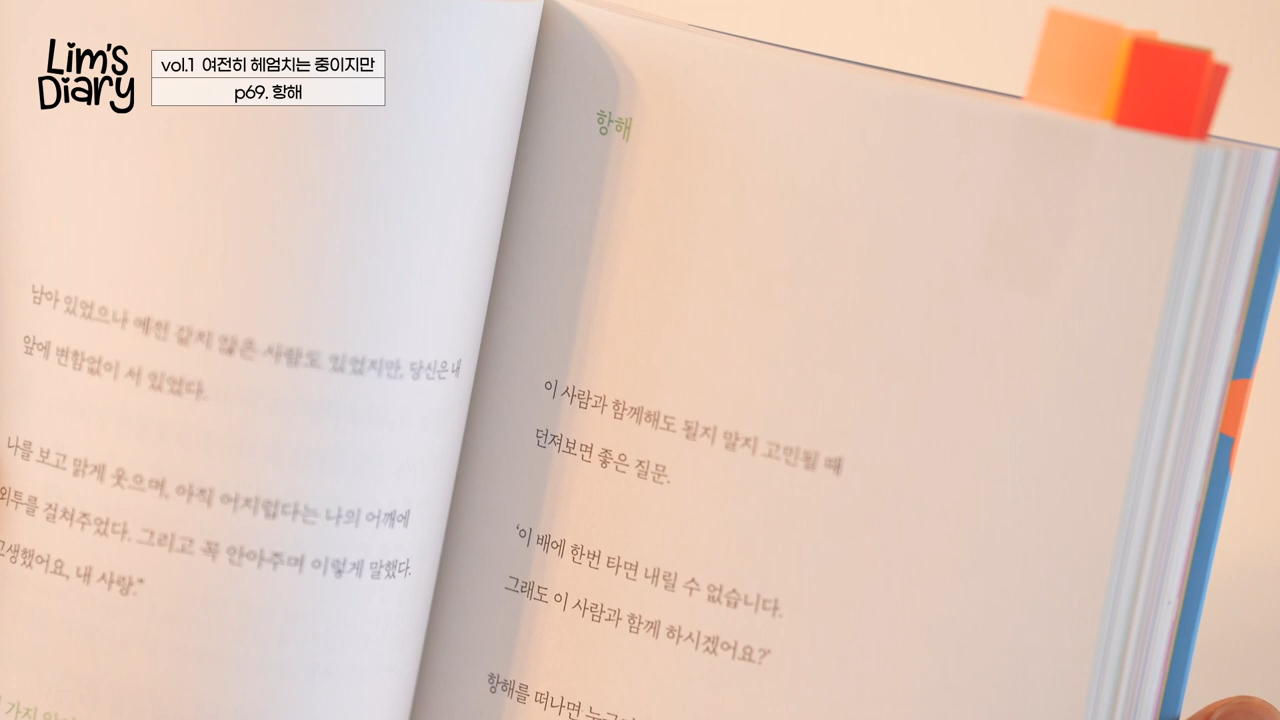 Lim's
Diary
vol.1 여전히 헤엄치는 중이지만
p69. 항해
남아 있었으나 예전 같지 않은 사람도 있었지만, 당신은 내
앞에 변함없이 서 있었다.
나를 보고 맑게 웃으며, 아직 어지럽다는 나의 어깨에
외투를 걸쳐주었다. 그리고 꼭 안아주며 이렇게 말했다.
고생했어요, 내 사랑."
가지
항해
이 사람과 함께해도 될지 말지 고민될 때
던져보면 좋은 질문.
'이 배에 한번 타면 내릴 수 없습니다.
그래도 이 사람과 함께 하시겠어요?'
항해를 떠나면